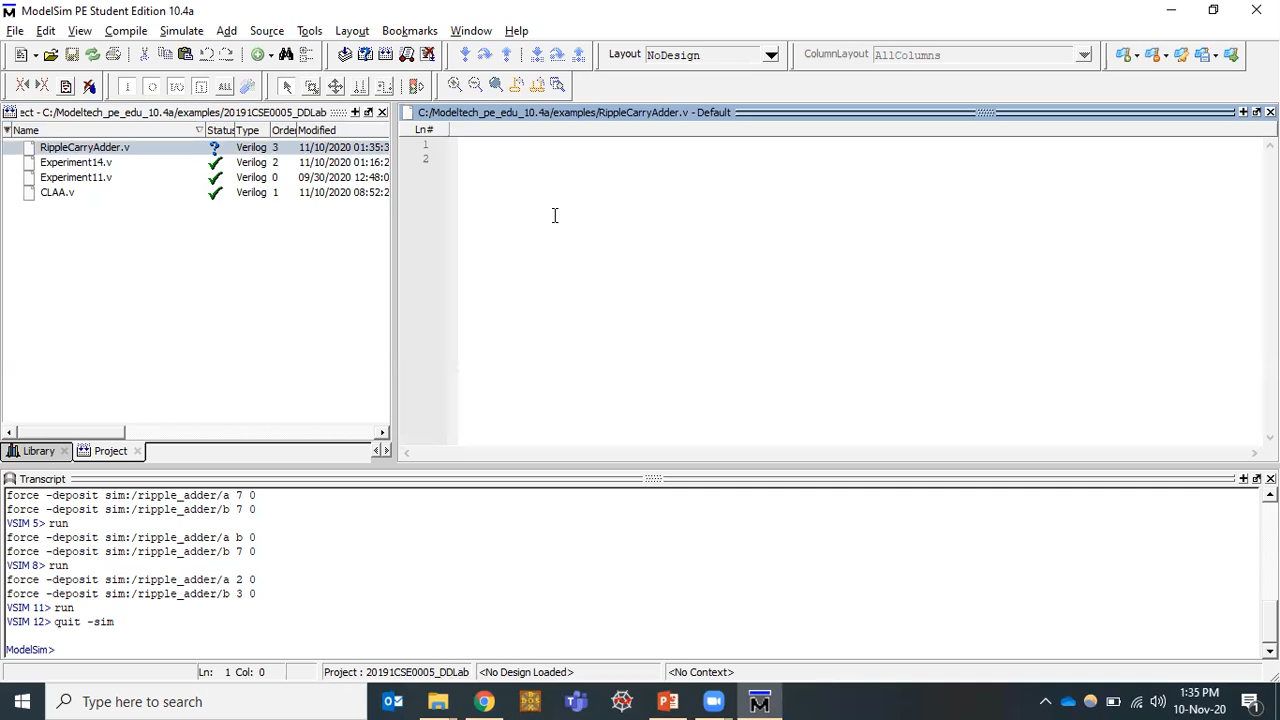 ModelSim PE Student Edition 10.4a
File Edit View Compile Simulate Add Source Tools Layout Bookmarks Window Help
Layout NoDesign ColumnLayout AllColumns
ect - C:/Modeltech_pe_edu_10.4a/examples/20191CSE0005_DDLab
C:/Modeltech_pe_edu_10.4a/examples/RippleCarryAdder.v - Default
Name Status Type Order Modified
Ln#
RippleCarryAdder.v ? Verilog 3 11/10/2020 01:35:3
1
Experiment14.v Verilog 2 11/10/2020 01:16:2
2
Experiment11.v Verilog 0 09/30/2020 12:48:0
CLAA.v Verilog 1 11/10/2020 08:52:2
Library Project
Transcript
force -deposit sim:/ripple_adder/a 7 0
force -deposit sim:/ripple_adder/b 7 0
VSIM 5> run
force -deposit sim:/ripple_adder/a b 0
force -deposit sim:/ripple_adder/b 7 0
VSIM 8> run
force -deposit sim:/ripple_adder/a 2 0
force -deposit sim:/ripple_adder/b 3 0
VSIM 11> run
VSIM 12> quit -sim
ModelSim>
Ln: 1 Col: 0 Project : 20191CSE0005_DDLab <No Design Loaded> <No Context>
Type here to search
1:35 PM
10-Nov-20
1